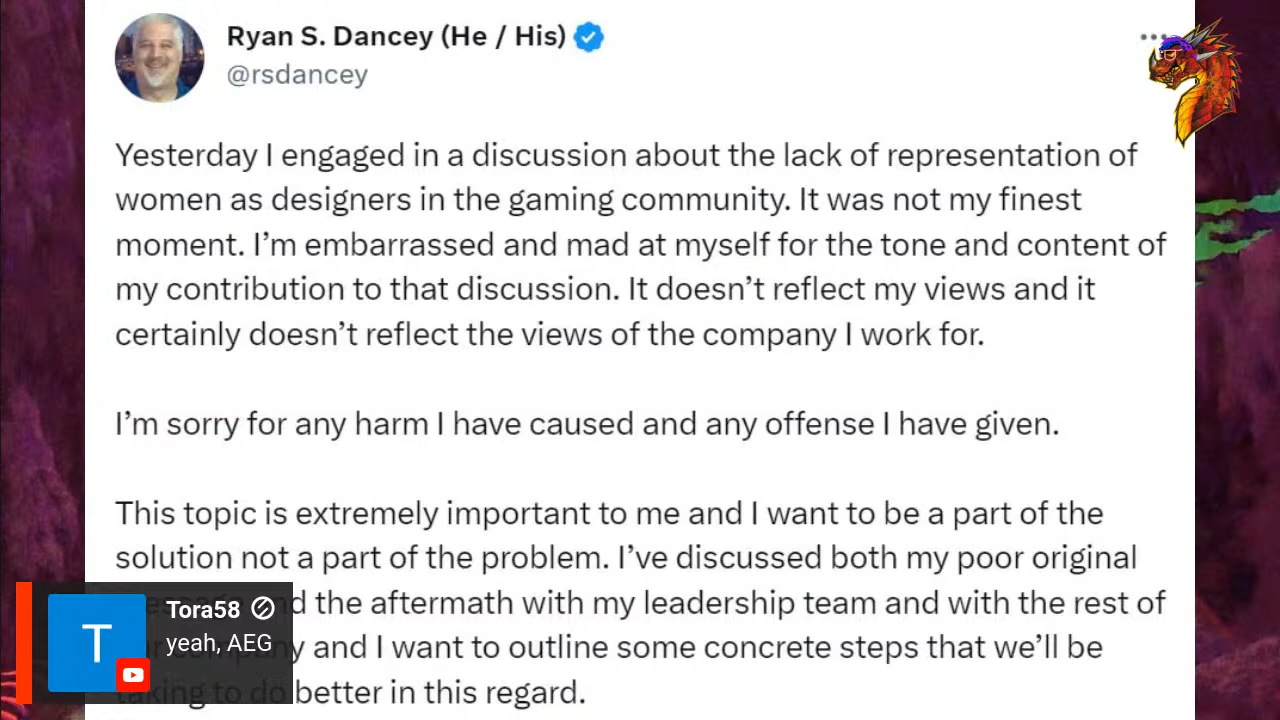 Ryan S. Dancey (He / His)
@rsdancey
Yesterday I engaged in a discussion about the lack of representation of
women as designers in the gaming community. It was not my finest
moment. I’m embarrassed and mad at myself for the tone and content of
my contribution to that discussion. It doesn’t reflect my views and it
certainly doesn’t reflect the views of the company I work for.
I’m sorry for any harm I have caused and any offense I have given.
This topic is extremely important to me and I want to be a part of the
solution not a part of the problem. I’ve discussed both my poor original
message and the aftermath with my leadership team and with the rest of
company and I want to outline some concrete steps that we’ll be
taking to do better in this regard.
T
Tora58
yeah, AEG